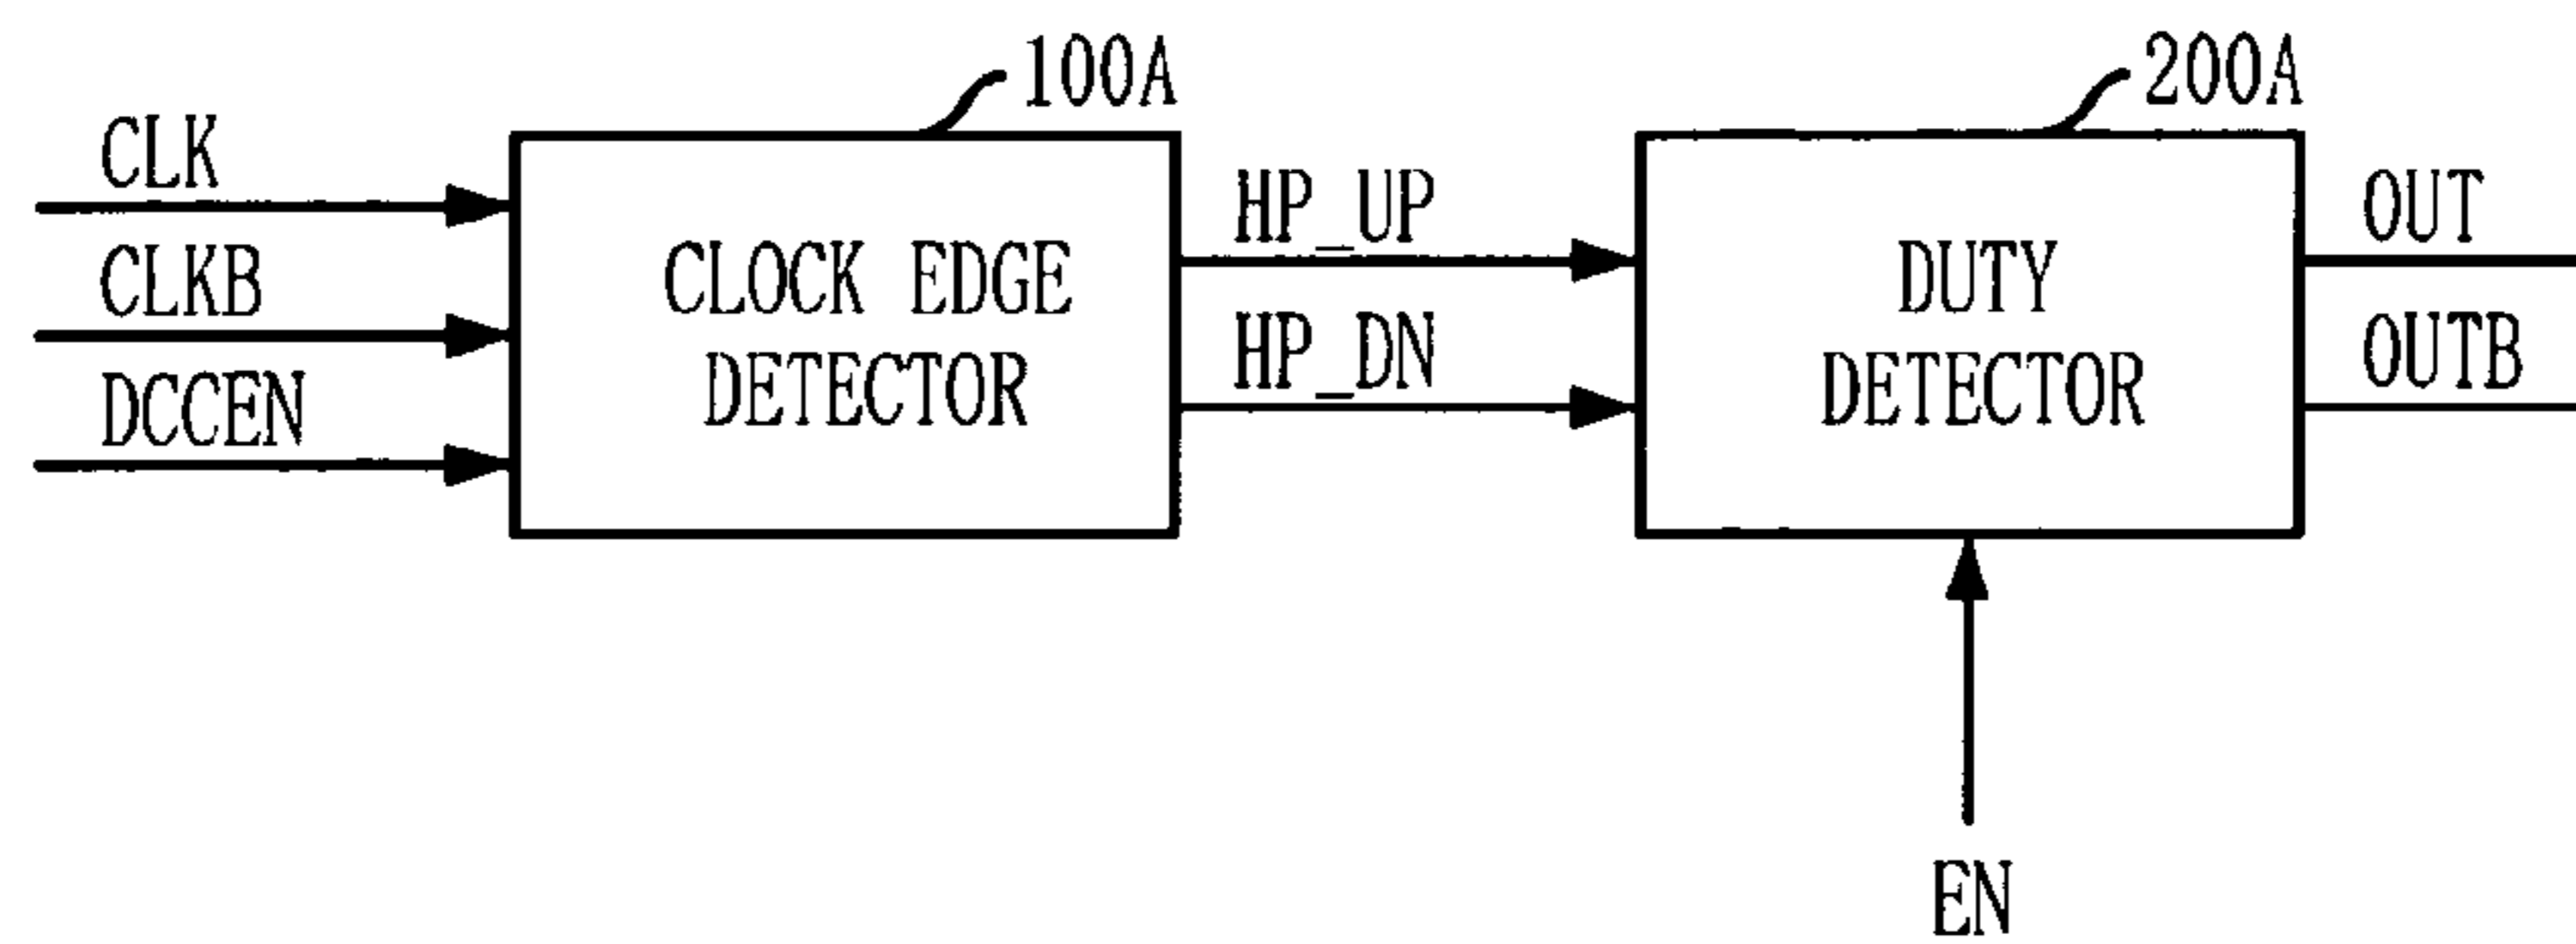 100A
200A
CLK
CLKB
DCCEN
CLOCK EDGE
DETECTOR
HP_UP
HP_DN
DUTY
DETECTOR
OUT
OUTB
EN